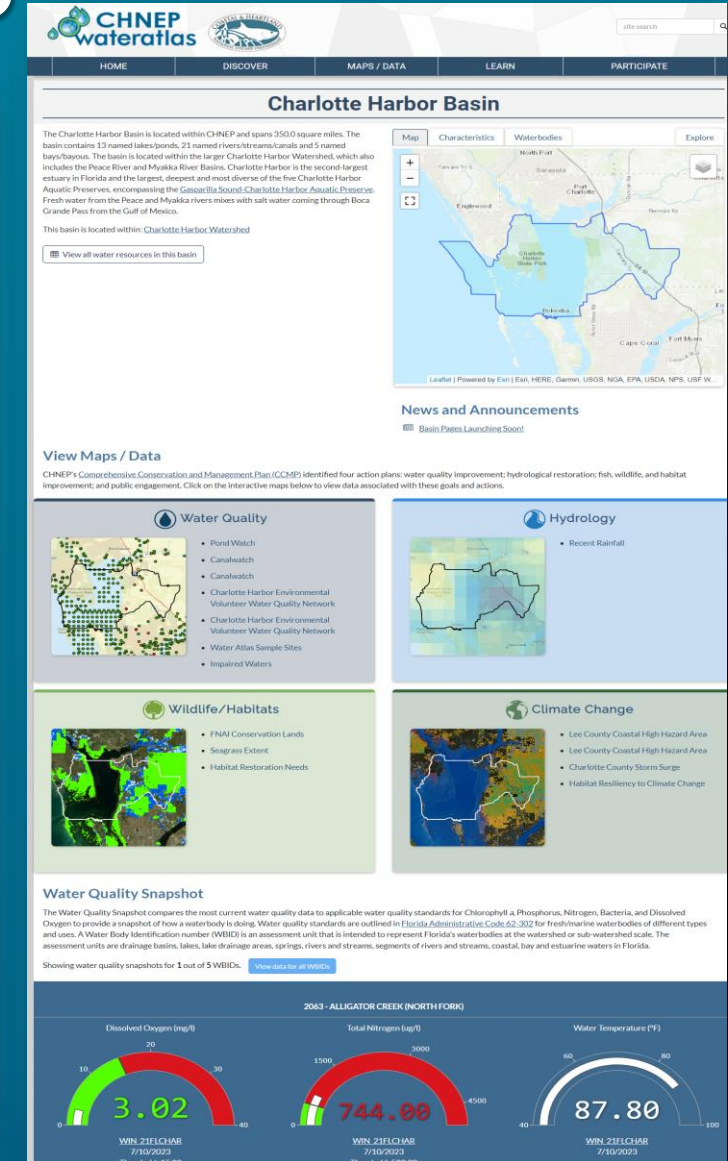 CHNEP
wateratlas
site search
HOME
DISCOVER
MAPS / DATA
LEARN
PARTICIPATE
Charlotte Harbor Basin
The Charlotte Harbor Basin is located within CHNEP and spans 350.0 square miles. The
basin contains 13 named lakes/ponds, 21 named rivers/streams/canals and 5 named
bays/bayous. The basin is located within the larger Charlotte Harbor Watershed, which also
includes the Peace River and Myakka River Basins. Charlotte Harbor is the second-largest
estuary in Florida and the largest, deepest and most diverse of the five Charlotte Harbor
Aquatic Preserves, encompassing the Gasparilla Sound-Charlotte Harbor Aquatic Preserve.
Fresh water from the Peace and Myakka rivers mixes with salt water coming through Boca
Grande Pass from the Gulf of Mexico.
This basin is located within: Charlotte Harbor Watershed
View all water resources in this basin
Map
Characteristics
Waterbodies
Explore
+
−
North Port
Sarasota
Port
Charlotte
Englewood
Charlotte
Harbor
State Park
Bokeelia
Cape Coral
Fort Myers
Leaflet | Powered by Esri | Esri, HERE, Garmin, USGS, NGA, EPA, USDA, NPS, USF W...
News and Announcements
Basin Pages Launching Soon!
View Maps / Data
CHNEP's Comprehensive Conservation and Management Plan (CCMP) identified four action plans: water quality improvement; hydrological restoration; fish, wildlife, and habitat
improvement; and public engagement. Click on the interactive maps below to view data associated with these goals and actions.
Water Quality
• Pond Watch
• Canalwatch
• Canalwatch
• Charlotte Harbor Environmental
Volunteer Water Quality Network
• Charlotte Harbor Environmental
Volunteer Water Quality Network
• Water Atlas Sample Sites
• Impaired Waters
Hydrology
• Recent Rainfall
Wildlife/Habitats
• FNAI Conservation Lands
• Seagrass Extent
• Habitat Restoration Needs
Climate Change
• Lee County Coastal High Hazard Area
• Lee County Coastal High Hazard Area
• Charlotte County Storm Surge
• Habitat Resiliency to Climate Change
Water Quality Snapshot
The Water Quality Snapshot compares the most current water quality data to applicable water quality standards for Chlorophyll a, Phosphorus, Nitrogen, Bacteria, and Dissolved
Oxygen to provide a snapshot of how a waterbody is doing. Water quality standards are outlined in Florida Administrative Code 62-302 for fresh/marine waterbodies of different types
and uses. A Water Body Identification number (WBID) is an assessment unit that is intended to represent Florida's waterbodies at the watershed or sub-watershed scale. The
assessment units are drainage basins, lakes, lake drainage areas, springs, rivers and streams, segments of rivers and streams, coastal, bay and estuarine waters in Florida.
Showing water quality snapshots for 1 out of 5 WBIDs.
View data for all WBIDs
2063 - ALLIGATOR CREEK (NORTH FORK)
Dissolved Oxygen (mg/l)
0
10
20
30
40
3.02
WIN_21FLCHAR
7/10/2023
Total Nitrogen (ug/l)
0
1500
3000
4500
744.00
WIN_21FLCHAR
7/10/2023
Water Temperature (°F)
40
60
80
100
87.80
WIN_21FLCHAR
7/10/2023